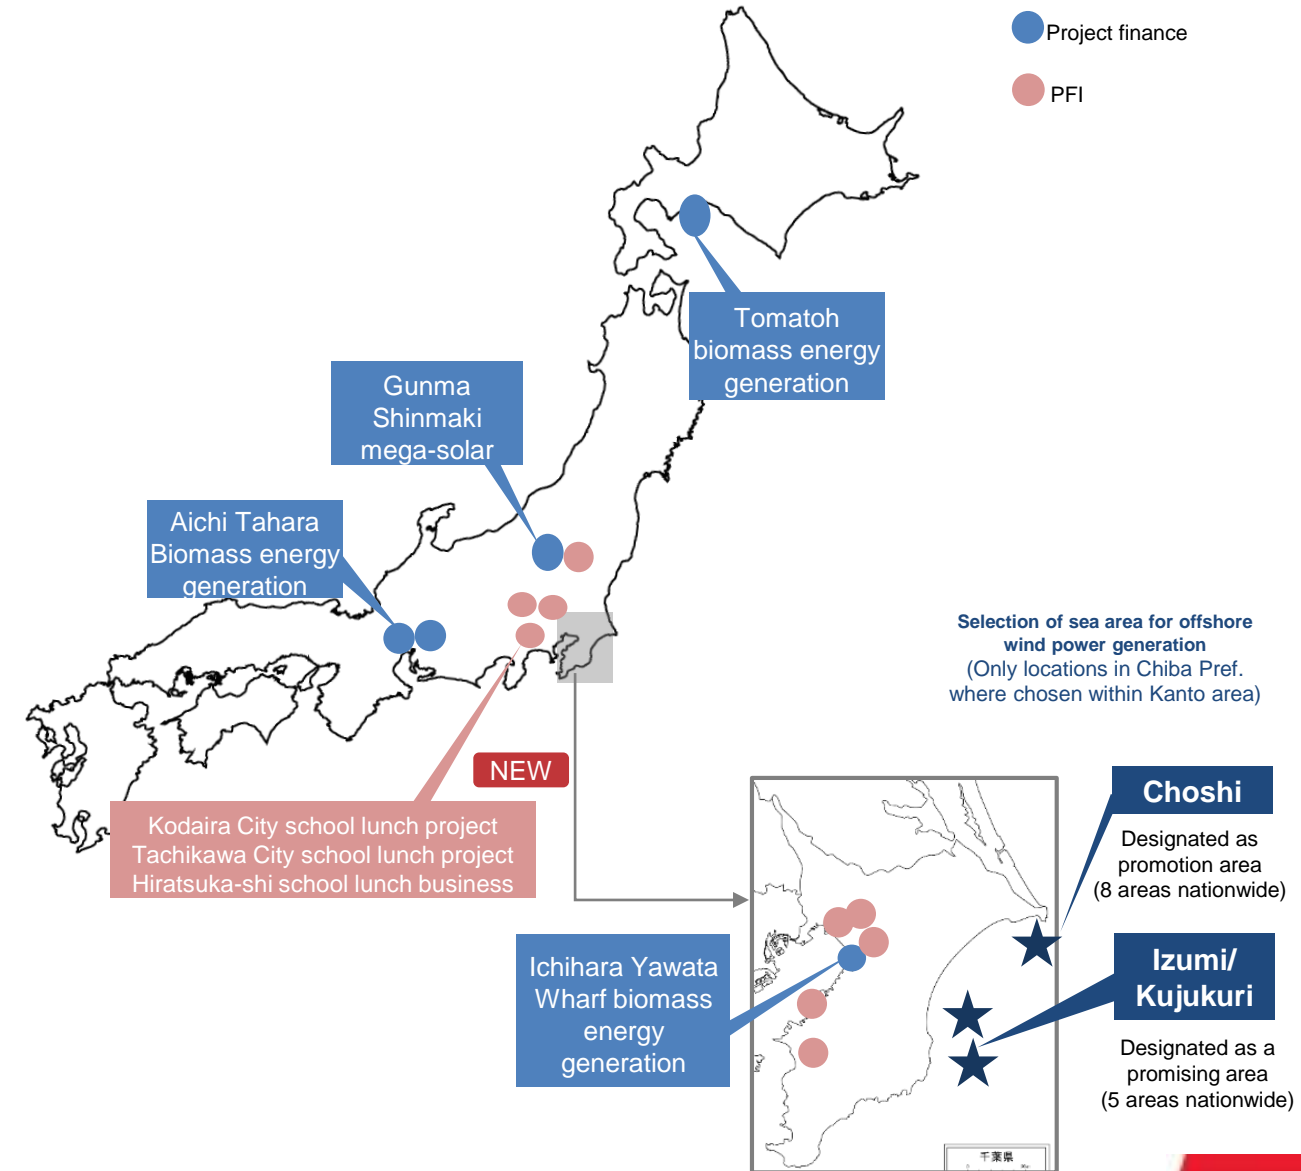 Project finance
PFI
Tomatoh
biomass energy
generation
Gunma
Shinmaki
mega-solar
Aichi Tahara
Biomass energy
generation
Selection of sea area for offshore
wind power generation
(Only locations in Chiba Pref.
where chosen within Kanto area)
NEW
Kodaira City school lunch project
Tachikawa City school lunch project
Hiratsuka-shi school lunch business
Choshi
Designated as
promotion area
(8 areas nationwide)
Ichihara Yawata
Wharf biomass
energy
generation
Izumi/
Kujukuri
Designated as a
promising area
(5 areas nationwide)
千葉県